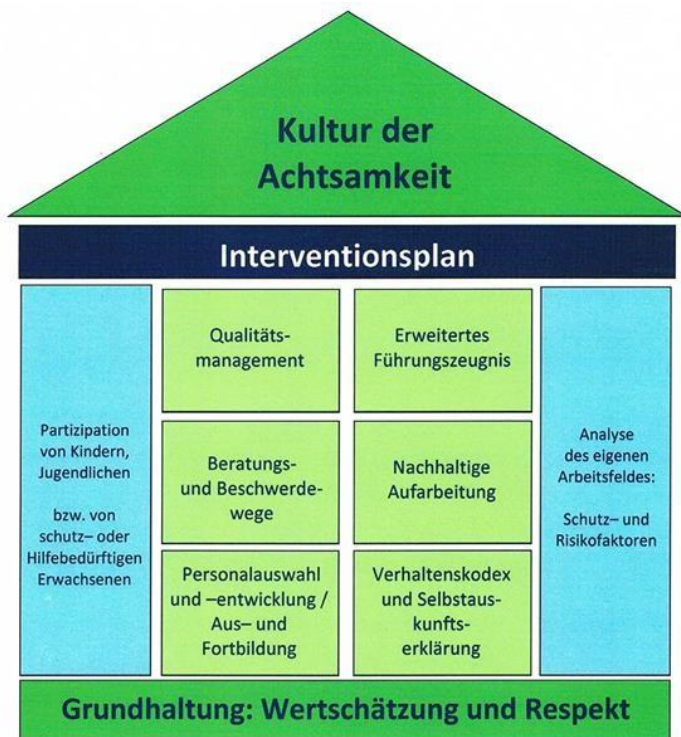 Kultur der
Achtsamkeit
Interventionsplan
Partizipation
von Kindern,
Jugendlichen
bzw. von
schutz– oder
Hilfebedürftigen
Erwachsenen
Qualitäts-
management
Erweitertes
Führungszeugnis
Beratungs-
und Beschwerde-
wege
Nachhaltige
Aufarbeitung
Personalauswahl
und –entwicklung /
Aus– und
Fortbildung
Verhaltenskodex
und Selbstaus-
kunfts-
erklärung
Analyse
des eigenen
Arbeitsfeldes:
Schutz– und
Risikofaktoren
Grundhaltung: Wertschätzung und Respekt